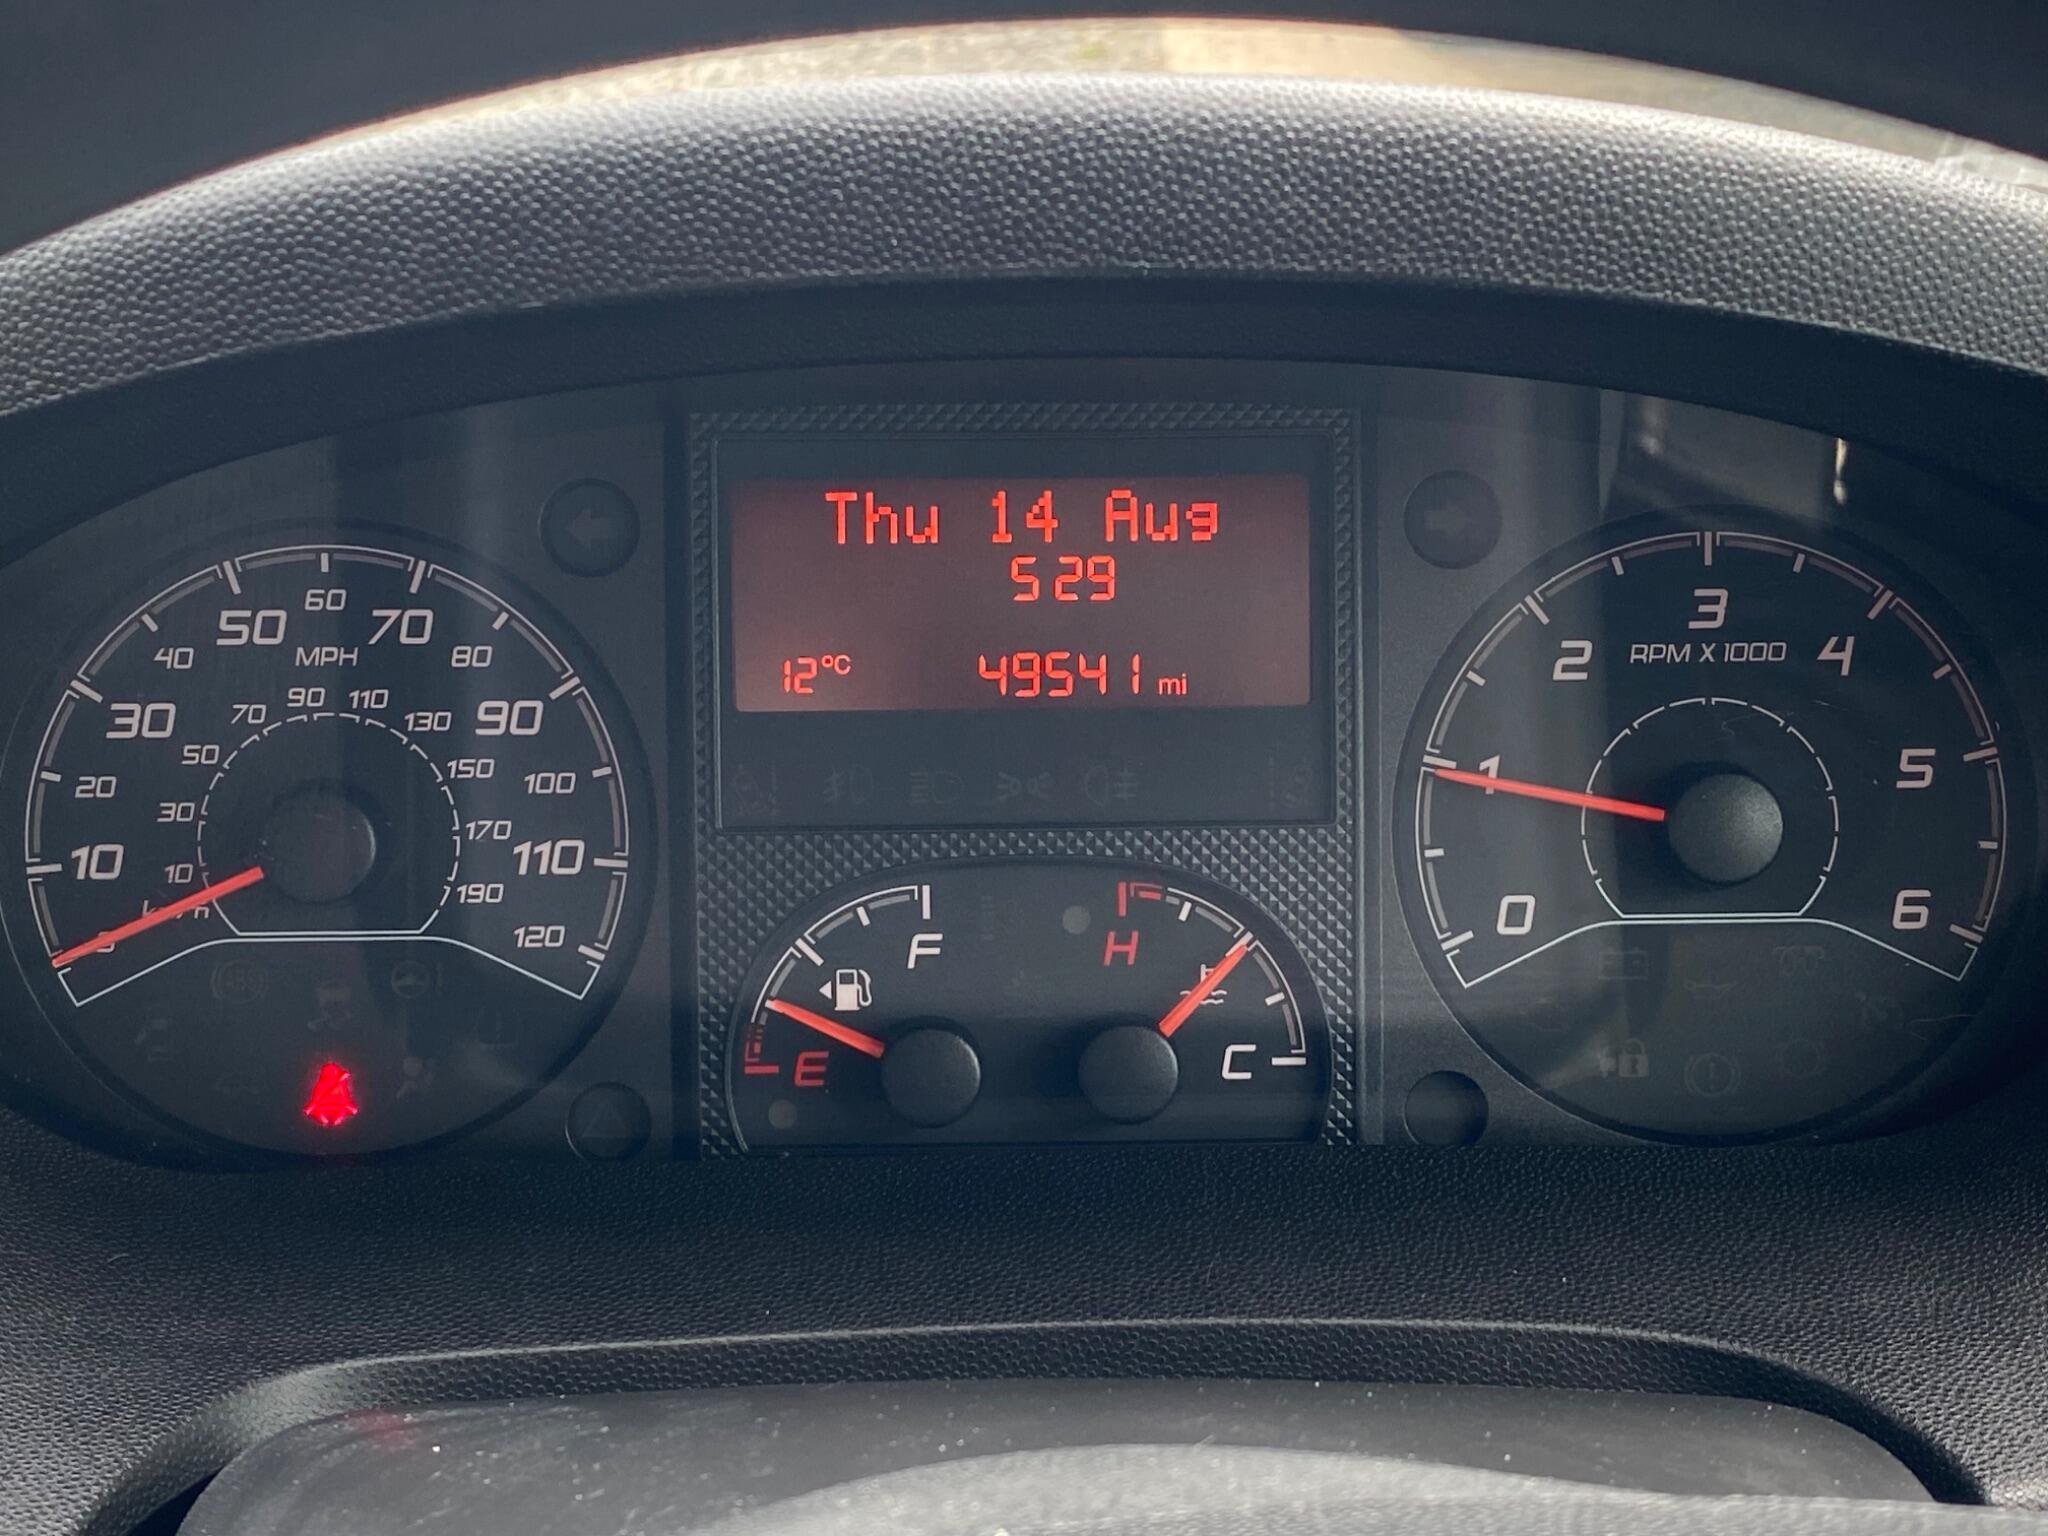 Thu 14 Aug
5 29
12°C 49541 mi
10 20 30 40 50 60 70 80 90 100 110 120
MPH
10 30 50 70 90 110 130 150 170 190
0 1 2 3 4 5 6
RPM X 1000
E F
H C
ABS